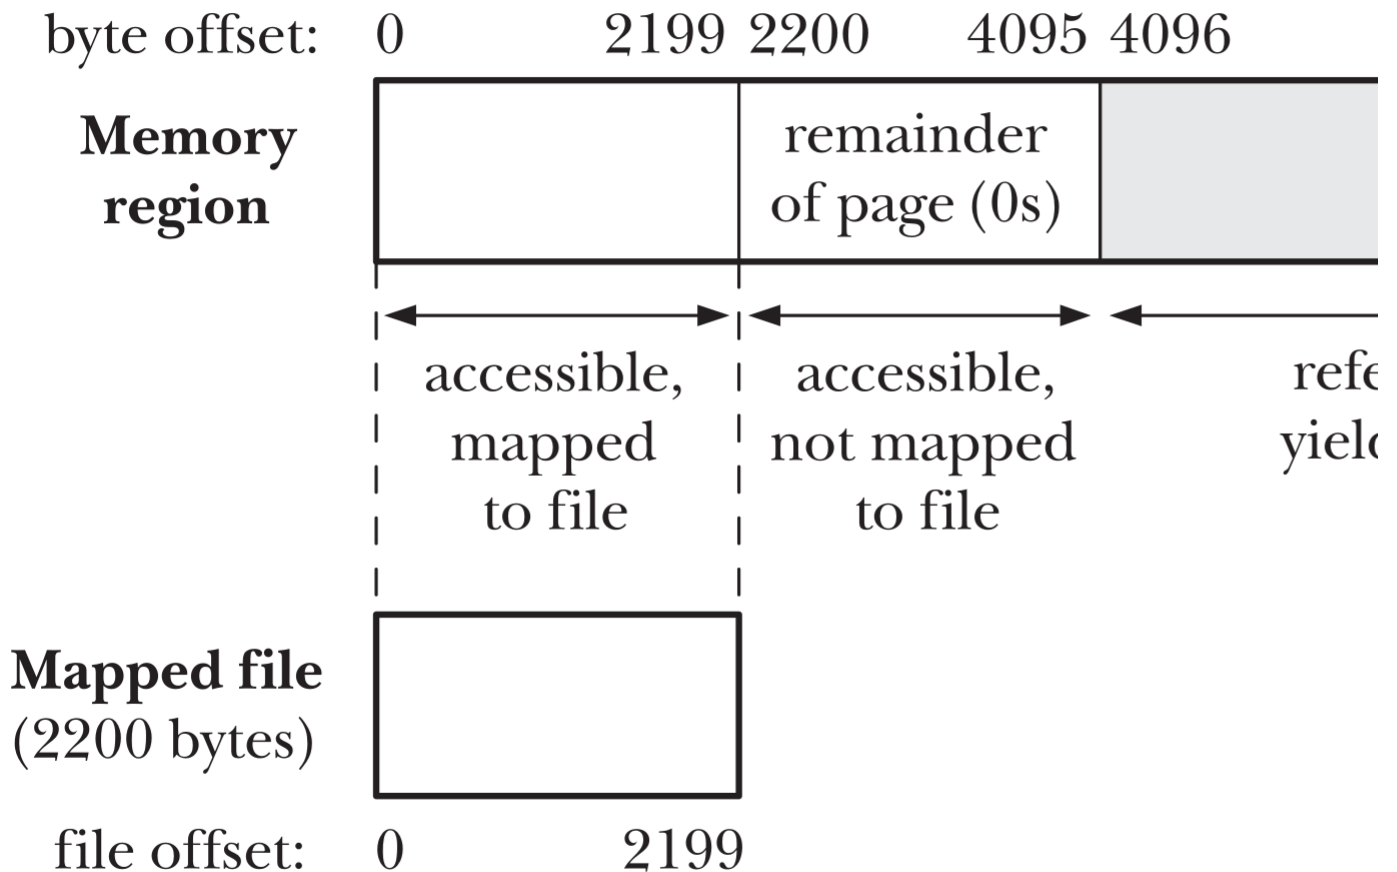 byte offset: 0 2199 2200 4095 4096
Memory
region
remainder
of page (0s)
accessible,
mapped
to file
accessible,
not mapped
to file
Mapped file
(2200 bytes)
file offset: 0 2199